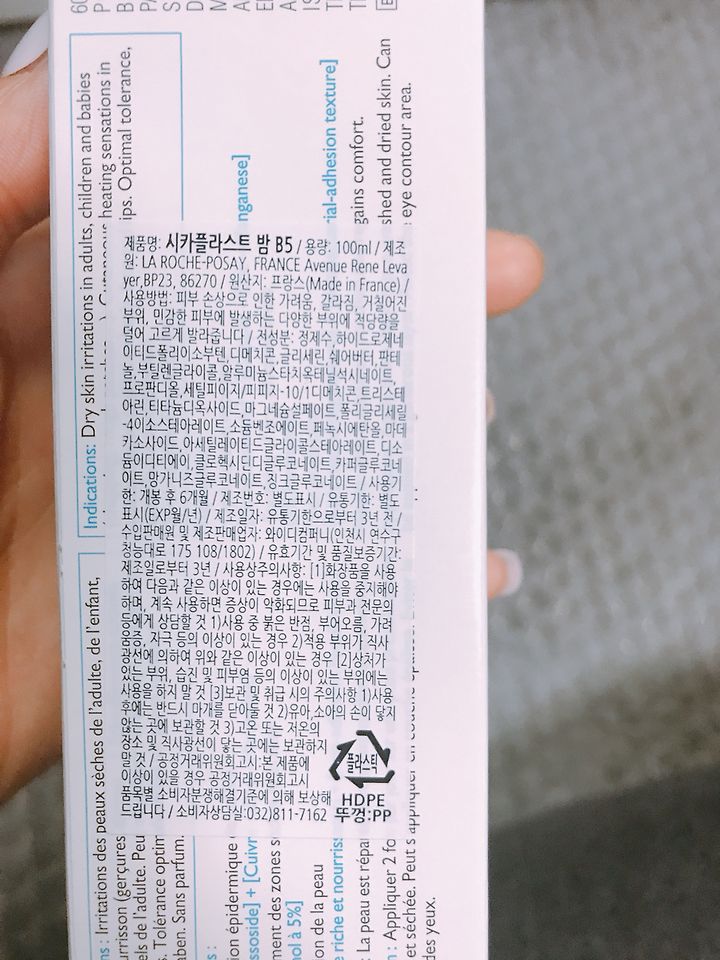 제품명: 시카플라스트 밤 B5 / 용량: 100ml / 제조
원: LA ROCHE-POSAY, FRANCE Avenue Rene Leva
yer,BP23, 86270 / 원산지: 프랑스(Made in France) /
사용방법: 피부 손상으로 인한 가려움, 갈라짐, 거칠어진
부위, 민감한 피부에 발생하는 다양한 부위에 적당량을
덜어 고르게 발라줍니다 / 전성분: 정제수,하이드로제네
이티드폴리이소부텐,디메치콘,글리세린,쉐어버터,판테
놀,부틸렌글라이콜,알루미늄스타치옥테닐석시네이트,
프로판디올,세틸피이지/피피지-10/1디메치콘,트리스테
아린,티타늄디옥사이드,마그네슘설페이트,폴리글리세릴
-4이소스테아레이트,소듐벤조에이트,페녹시에탄올,마데
카소사이드,아세틸레이티드글라이콜스테아레이트,디소
듐이디티에이,클로헥시딘디글루코네이트,카퍼글루코네
이트,망가니즈글루코네이트,징크글루코네이트 / 사용기
한: 개봉 후 6개월 / 제조번호: 별도표시 / 유통기한: 별도
표시(EXP월/년) / 제조일자: 유통기한으로부터 3년 전 /
수입판매원 및 제조판매업자: 와이디컴퍼니(인천시 연수구
청능대로 175 108/1802) / 유효기간 및 품질보증기간:
제조일로부터 3년 / 사용상주의사항: [1]화장품을 사용
하여 다음과 같은 이상이 있는 경우에는 사용을 중지해야
하며, 계속 사용하면 증상이 악화되므로 피부과 전문의
등에게 상담할 것 1)사용 중 붉은 반점, 부어오름, 가려
움증, 자극 등의 이상이 있는 경우 2)적용 부위가 직사
광선에 의하여 위와 같은 이상이 있는 경우 [2]상처가
있는 부위, 습진 및 피부염 등의 이상이 있는 부위에는
사용을 하지 말 것 [3]보관 및 취급 시의 주의사항 1)사용
후에는 반드시 마개를 닫아둘것 2)유아,소아의 손이 닿지
않는 곳에 보관할 것 3)고온 또는 저온의
장소 및 직사광선이 닿는 곳에는 보관하지
말 것 / 공정거래위원회고시:본 제품에
이상이 있을 경우 공정거래위원회고시
품목별 소비자분쟁해결기준에 의해 보상해
드립니다 / 소비자상담실:032)811-7162
플라스틱
HDPE
뚜껑:PP
Indications: Dry skin irritations in adults, children and babies
heating sensations in
ips. Optimal tolerance,
nganese]
ial-adhesion texture]
gains comfort.
shed and dried skin. Can
eye contour area.
ns : Irritations des peaux sèches de l'adulte, de l'enfant,
urrisson (gerçures
els de l'adulte. Peu
s. Tolérance optim
aben. Sans parfum.
ion épidermique
ssoside] + [Cuivr
ment des zones s
nol à 5%]
on de la peau
e riche et nourriss
: La peau est répa
n : Appliquer 2 fo
et séchée. Peut s'appliquer en couche épaisse.
des yeux.